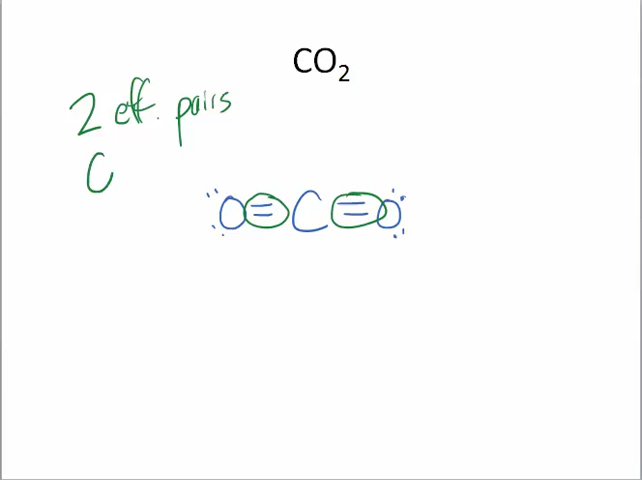 CO₂
2 eff. pairs
C
O=C=O